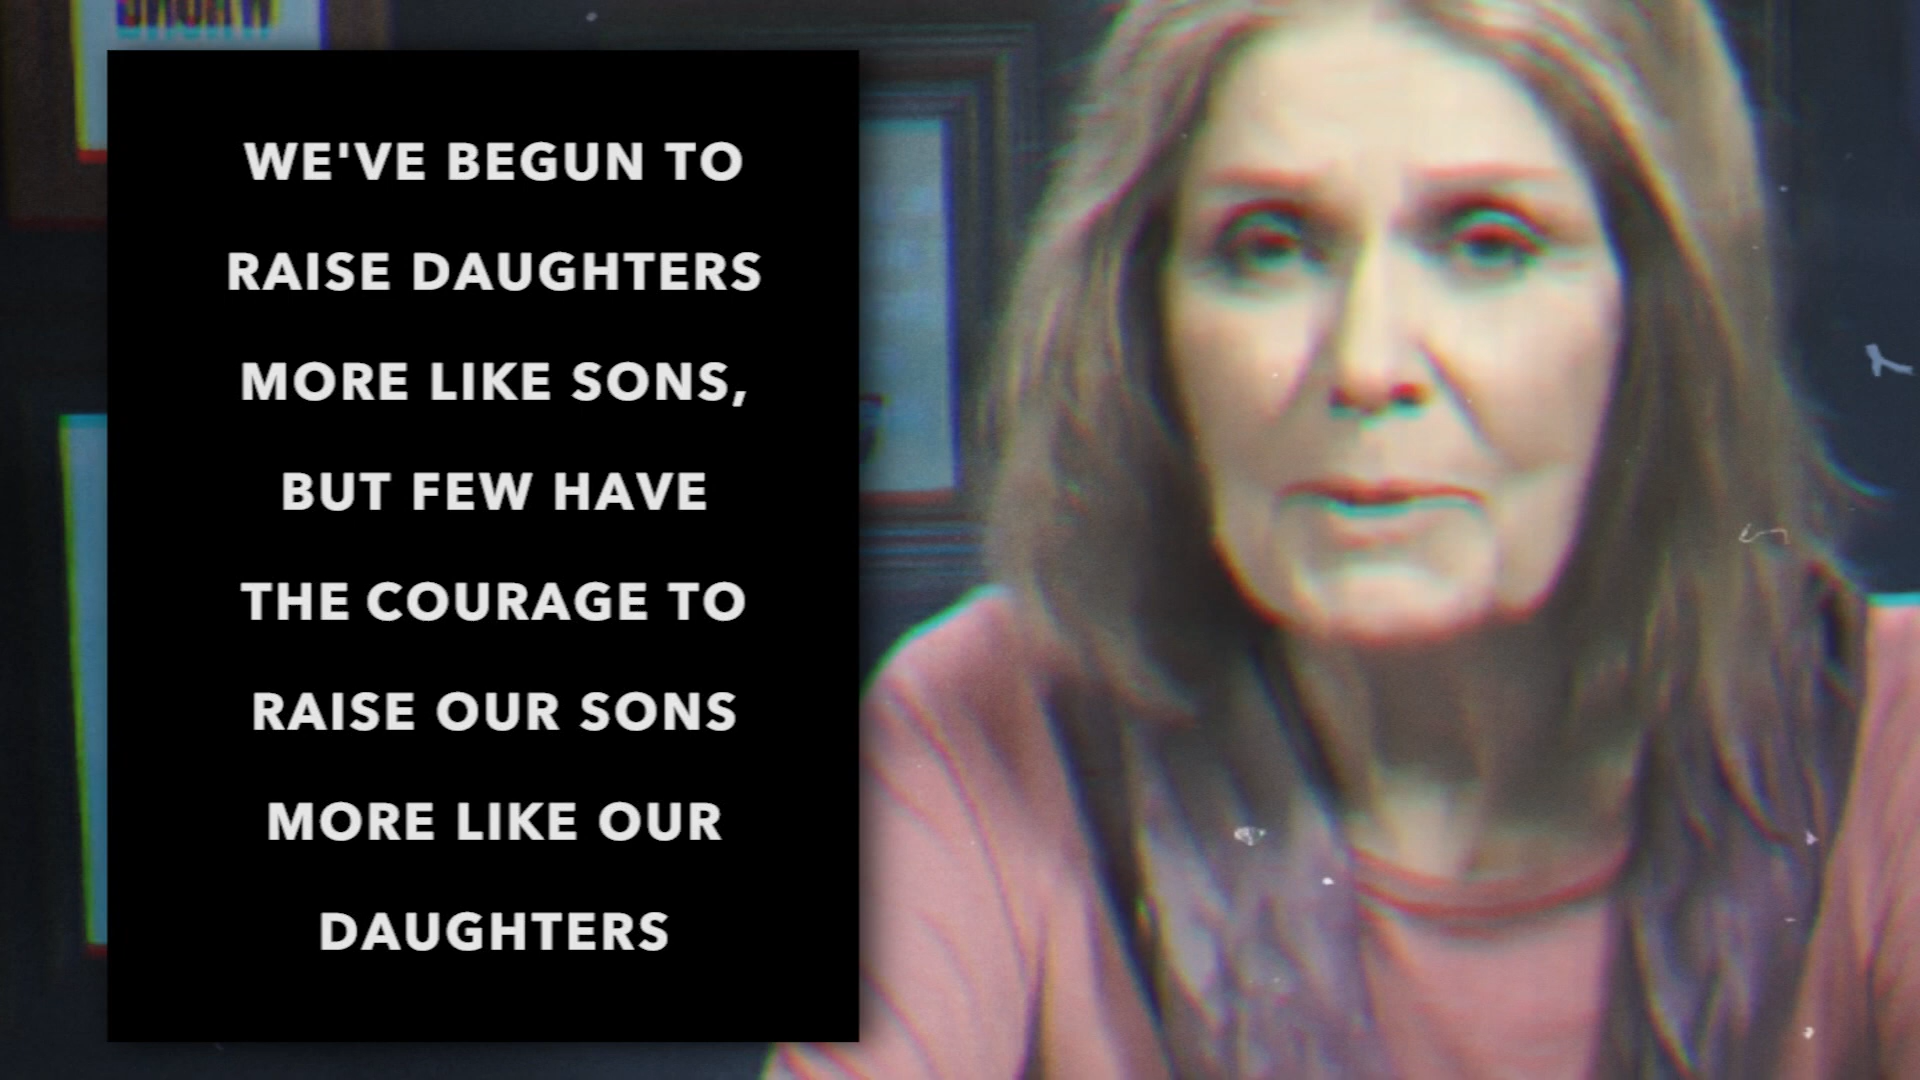 WE'VE BEGUN TO
RAISE DAUGHTERS
MORE LIKE SONS,
BUT FEW HAVE
THE COURAGE TO
RAISE OUR SONS
MORE LIKE OUR
DAUGHTERS